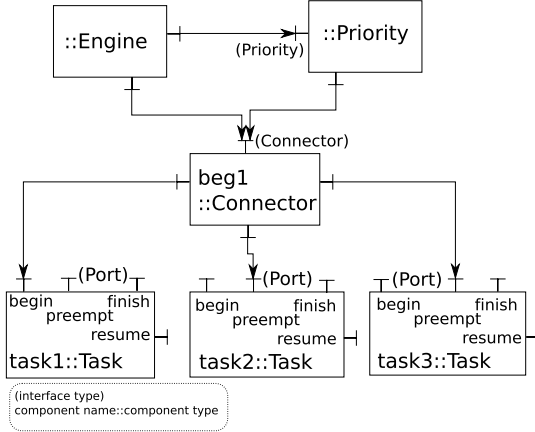 ::Engine
::Priority
(Priority)
(Connector)
beg1
::Connector
(Port)
begin
finish
preempt
resume
task1::Task
(Port)
begin
finish
preempt
resume
task2::Task
(Port)
begin
finish
preempt
resume
task3::Task
(interface type)
component name::component type